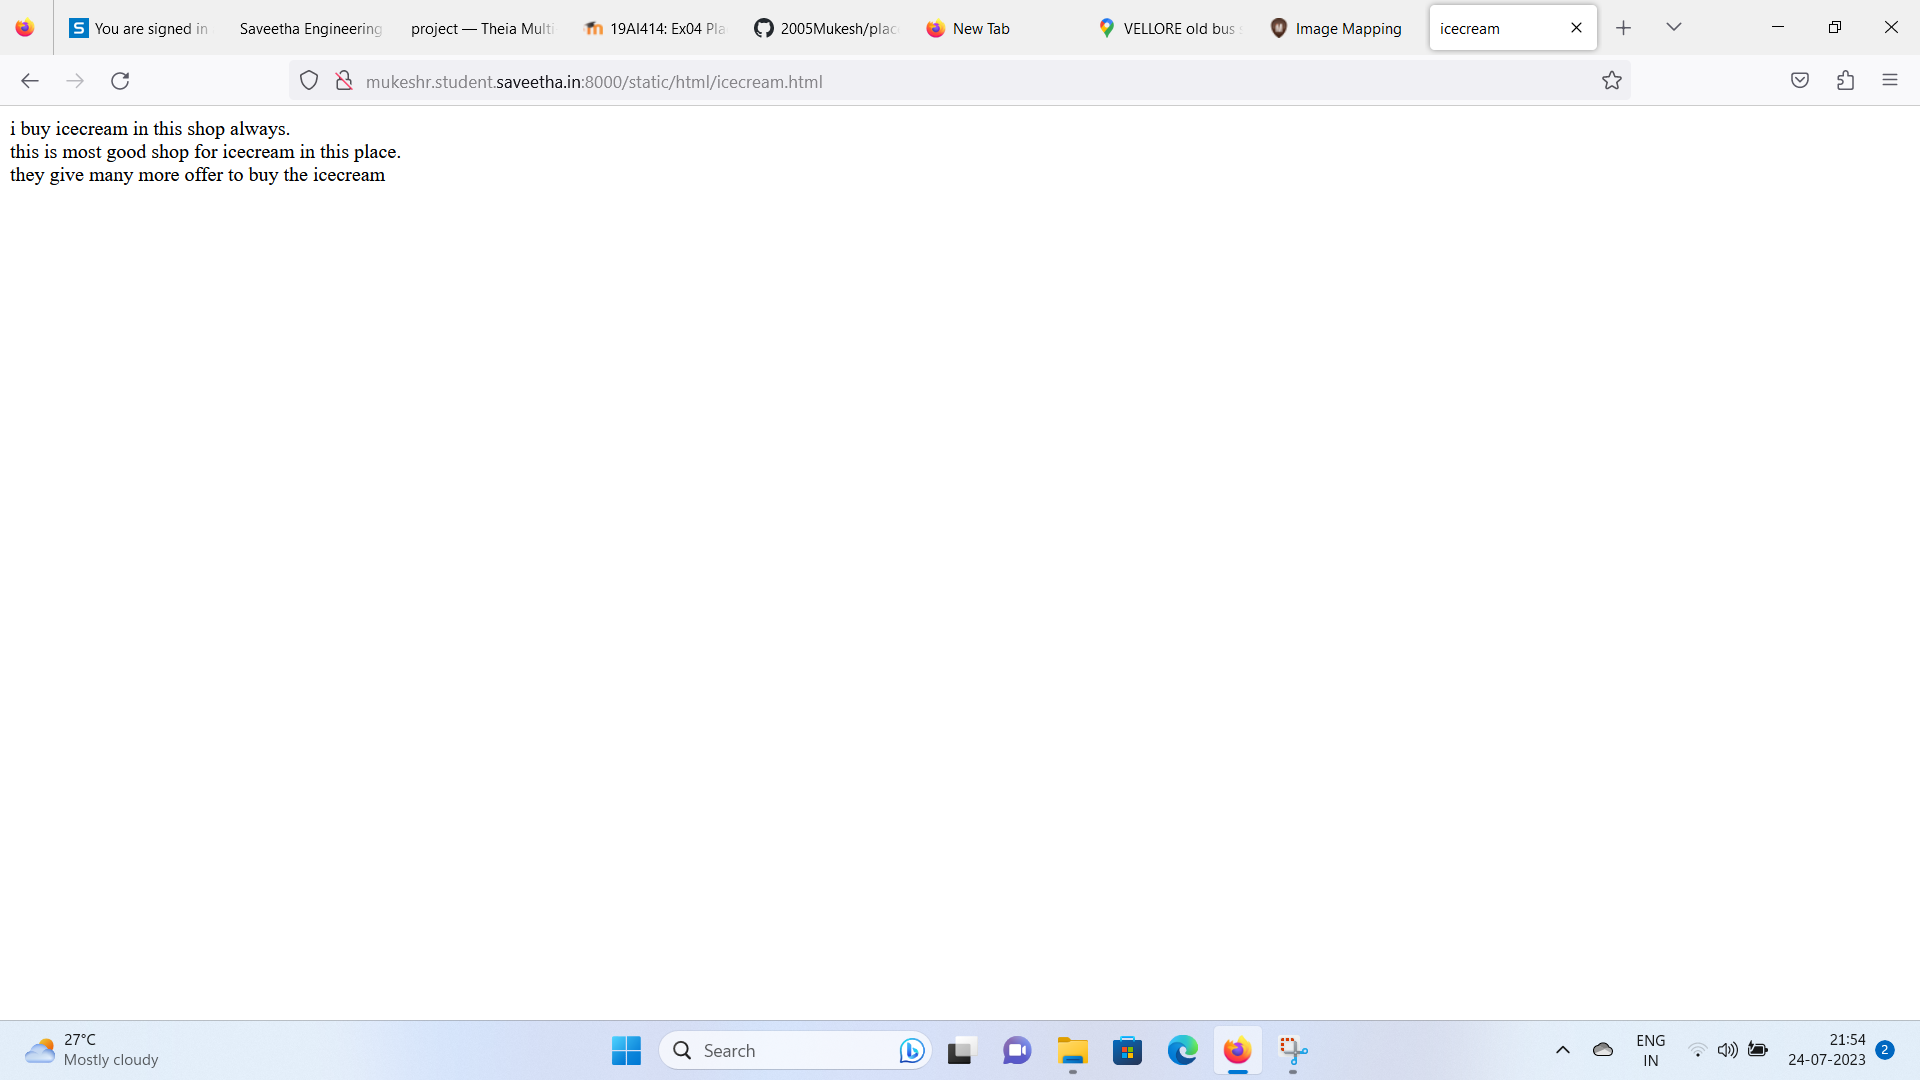 You are signed in
Saveetha Engineering
project — Theia Multi
19AI414: Ex04 Pla
2005Mukesh/plac
New Tab
VELLORE old bus
Image Mapping
icecream
mukeshr.student.saveetha.in:8000/static/html/icecream.html
i buy icecream in this shop always.
this is most good shop for icecream in this place.
they give many more offer to buy the icecream
27°C
Mostly cloudy
Search
ENG
IN
21:54
24-07-2023
2